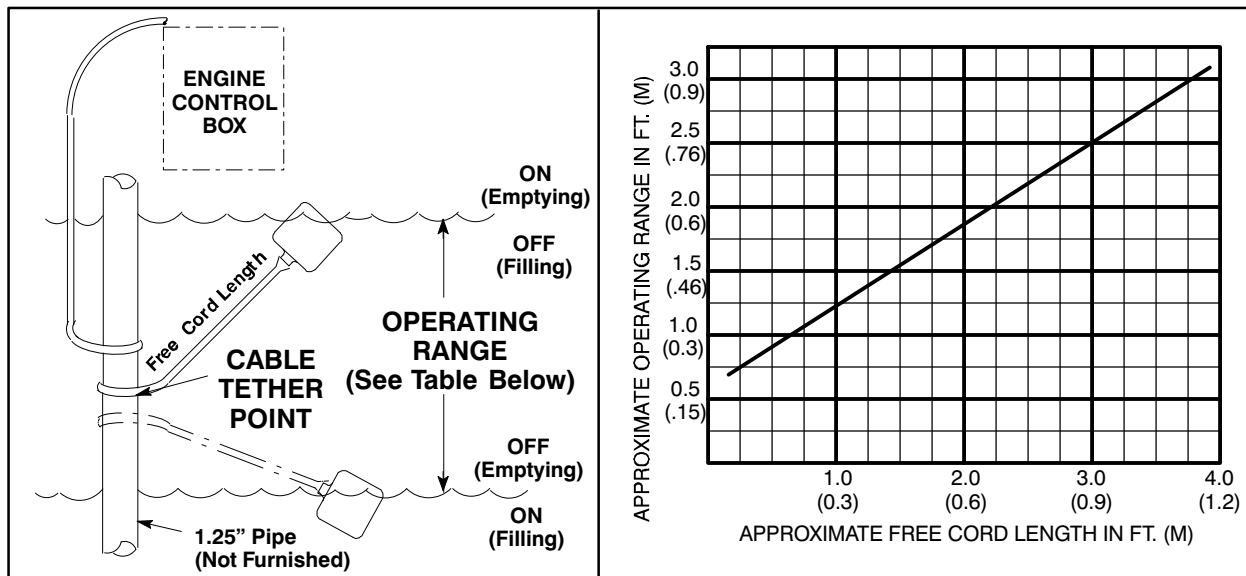 ENGINE
CONTROL
BOX
ON
(Emptying)
OFF
(Filling)
Free Cord Length
OPERATING
RANGE
(See Table Below)
CABLE
TETHER
POINT
OFF
(Emptying)
ON
(Filling)
1.25” Pipe
(Not Furnished)
APPROXIMATE OPERATING RANGE IN FT. (M)
3.0
(0.9)
2.5
(.76)
2.0
(0.6)
1.5
(.46)
1.0
(0.3)
0.5
(.15)
1.0 2.0 3.0 4.0
(0.3) (0.6) (0.9) (1.2)
APPROXIMATE FREE CORD LENGTH IN FT. (M)